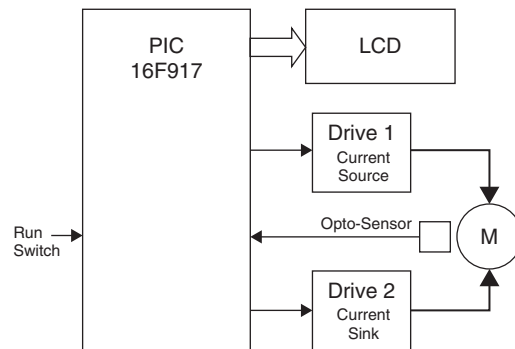 PIC
16F917
LCD
Drive 1
Current
Source
Opto-Sensor
M
Run
Switch
Drive 2
Current
Sink